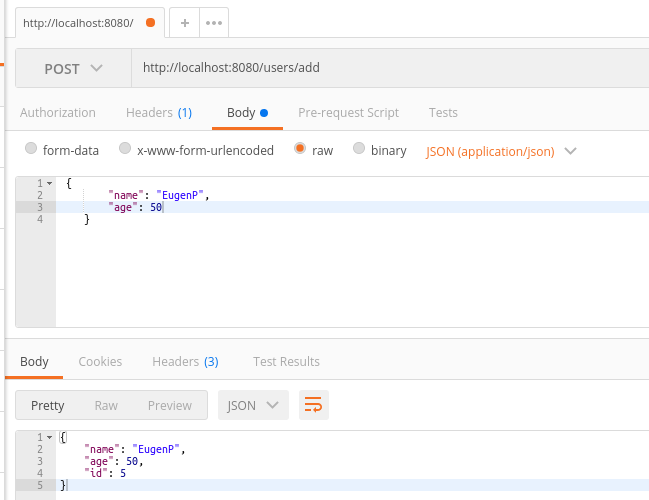 http://localhost:8080/
POST http://localhost:8080/users/add
Authorization Headers (1) Body Pre-request Script Tests
form-data x-www-form-urlencoded raw binary JSON (application/json)
1 {
2 "name": "EugenP",
3 "age": 50
4 }
Body Cookies Headers (3) Test Results
Pretty Raw Preview JSON
1 {
2 "name": "EugenP",
3 "age": 50,
4 "id": 5
5 }